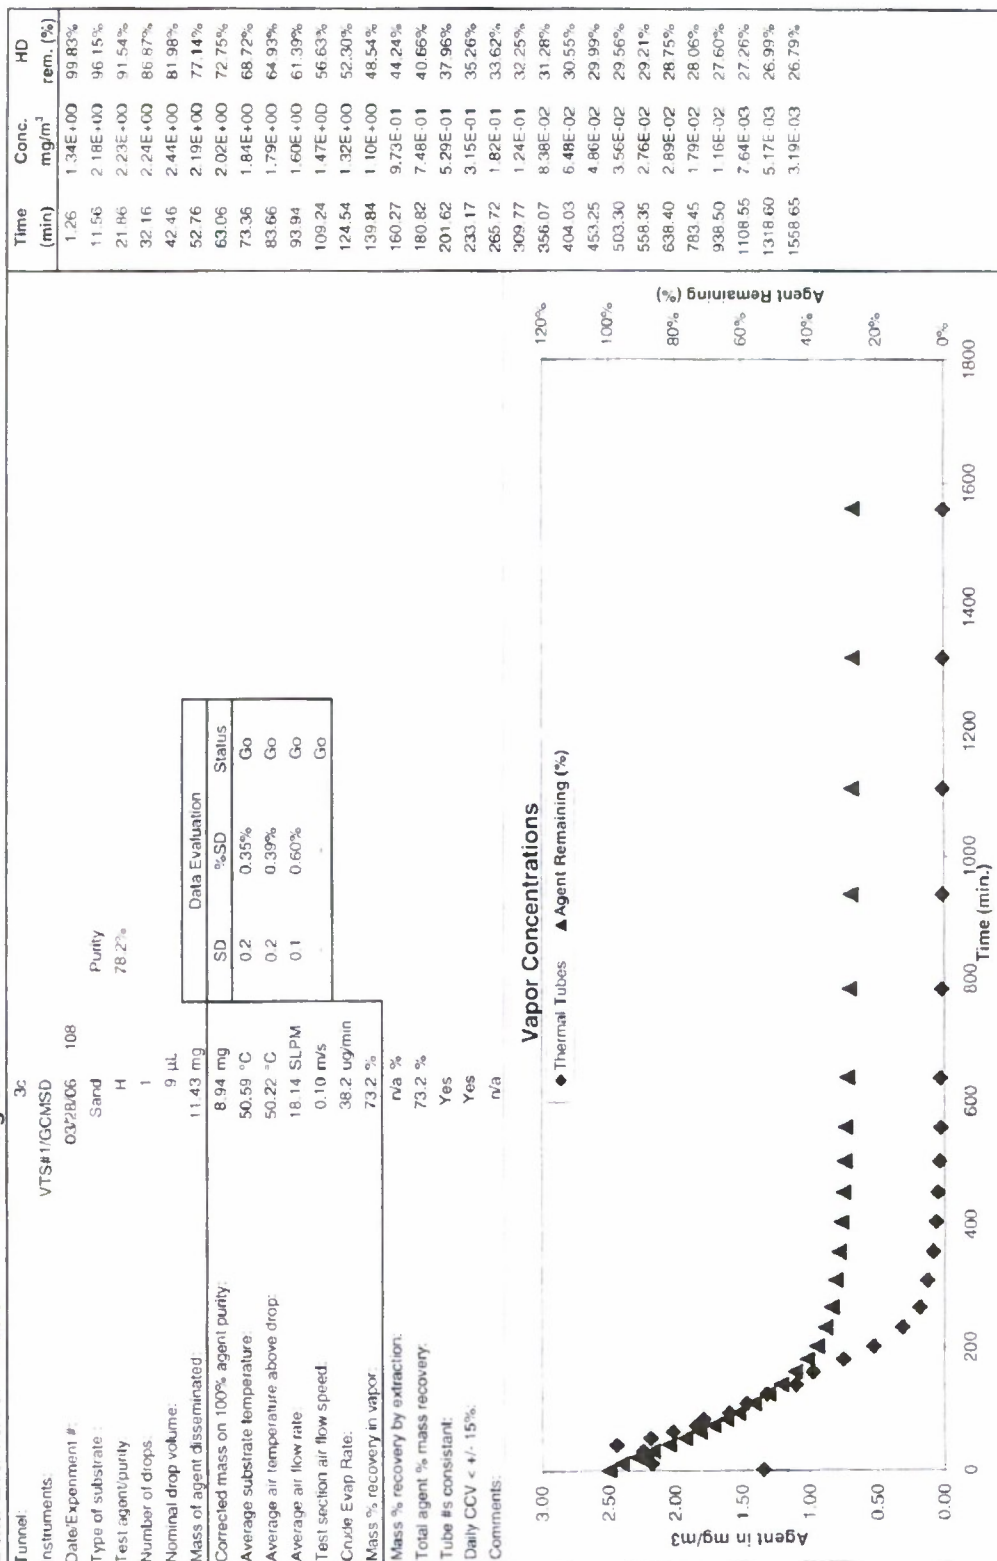 Tunnel: 3c
nstruments: VTS#1/GCMSD
Date/Experiment #: 03/28/06 108
Type of substrate : Sand Purity
Test agent/purity H 78.2%
Number of drops. 1
Nominal drop volume: 9 µL
Mass of agent disseminated: 11.43 mg Data Evaluation
Corrected mass on 100% agent purity: 8.94 mg SD %SD Status
Average substrate temperature: 50.59 °C 0.2 0.35% Go
Average air temperature above drop: 50.22 °C 0.2 0.39% Go
Average air flow rate 18.14 SLPM 0.1 0.60% Go
Test section air flow speed. 0.10 m/s - - Go
Crude Evap Rate: 38.2 ug/min
Mass % recovery in vapor: 73.2 %
Mass % recovery by extraction: n/a %
Total agent % mass recovery: 73.2 %
Tube #s consistant: Yes
Daily CCV < +/- 15%: Yes
Comments: n/a
Time Conc. HD
(min) mg/m³ rem. (%)
1.26 1.34E+00 99.83%
11.56 2.18E+00 96.15%
21.86 2.23E+00 91.54%
32.16 2.24E+00 86.87%
42.46 2.44E+00 81.98%
52.76 2.19E+00 77.14%
63.06 2.02E+00 72.75%
73.36 1.84E+00 68.72%
83.66 1.79E+00 64.93%
93.94 1.60E+00 61.39%
109.24 1.47E+00 56.63%
124.54 1.32E+00 52.30%
139.84 1.10E+00 48.54%
160.27 9.73E-01 44.24%
180.82 7.48E-01 40.66%
201.62 5.29E-01 37.96%
233.17 3.15E-01 35.26%
265.72 1.82E-01 33.62%
309.77 1.24E-01 32.25%
356.07 8.38E-02 31.28%
404.03 6.48E-02 30.55%
453.25 4.86E-02 29.99%
503.30 3.56E-02 29.56%
558.35 2.76E-02 29.21%
638.40 2.89E-02 28.75%
783.45 1.79E-02 28.06%
938.50 1.16E-02 27.60%
1108.55 7.64E-03 27.26%
1318.60 5.17E-03 26.99%
1558.65 3.19E-03 26.79%
Vapor Concentrations
◆ Thermal Tubes ▲ Agent Remaining (%)
Agent in mg/m3
3.00
2.50
2.00
1.50
1.00
0.50
0.00
Agent Remaining (%)
120%
100%
80%
60%
40%
20%
0%
0 200 400 600 800 1000 1200 1400 1600 1800
Time (min.)